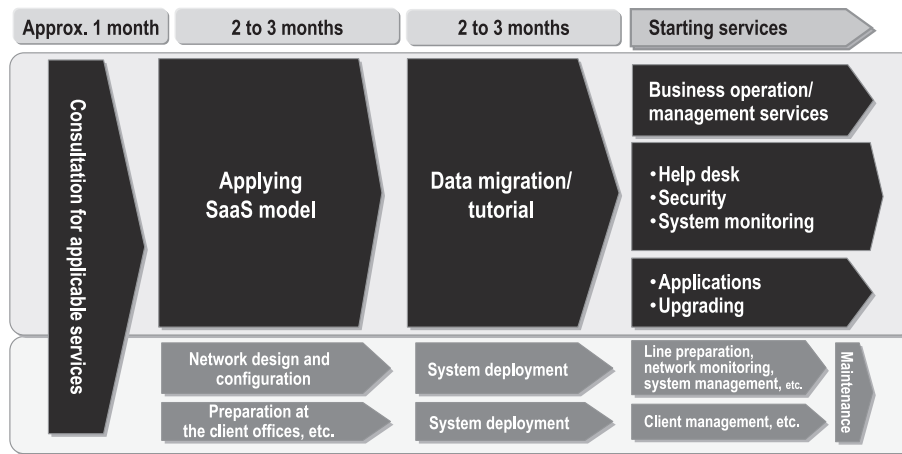 Approx. 1 month
2 to 3 months
2 to 3 months
Starting services
Consultation for applicable services
Applying
SaaS model
Data migration/
tutorial
Business operation/
management services
•Help desk
•Security
•System monitoring
•Applications
•Upgrading
Network design and
configuration
System deployment
Line preparation,
network monitoring,
system management, etc.
Preparation at
the client offices, etc.
System deployment
Client management, etc.
Maintenance